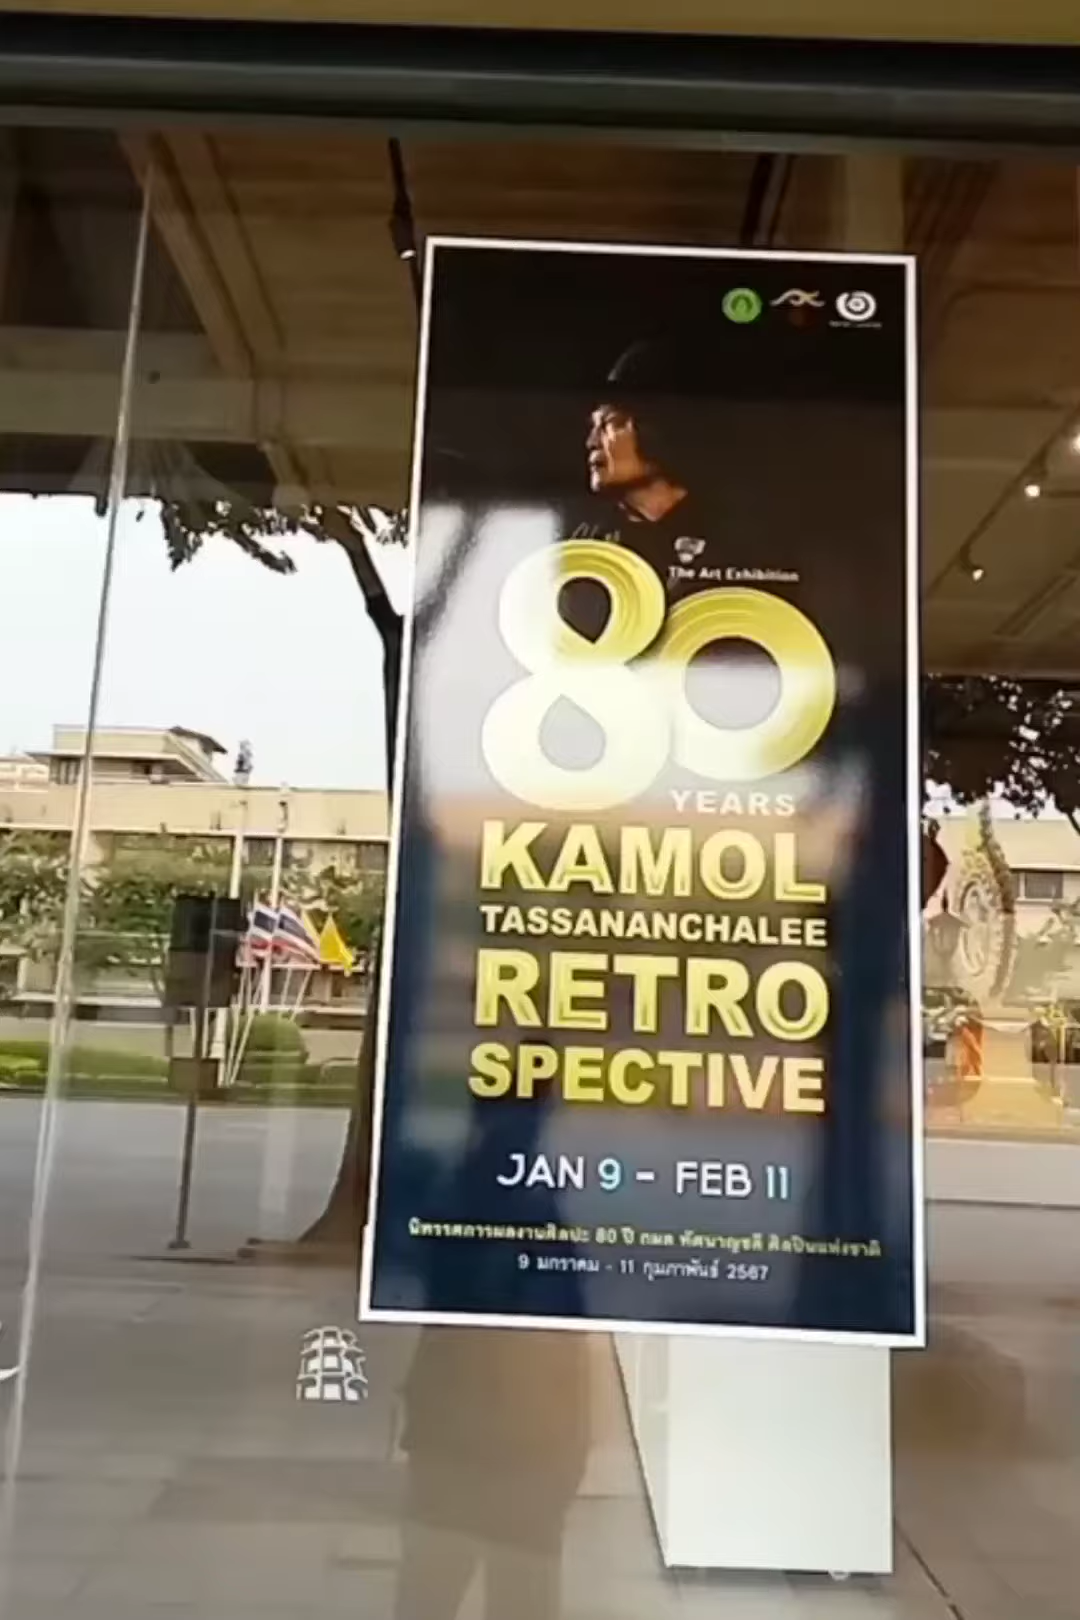 The Art Exhibition
80
YEARS
KAMOL
TASSANANCHALEE
RETRO
SPECTIVE
JAN 9 - FEB 11
นิทรรศการผลงานศิลปะ 80 ปี กมล ทัศนาญชลี ศิลปินแห่งชาติ
9 มกราคม - 11 กุมภาพันธ์ 2567